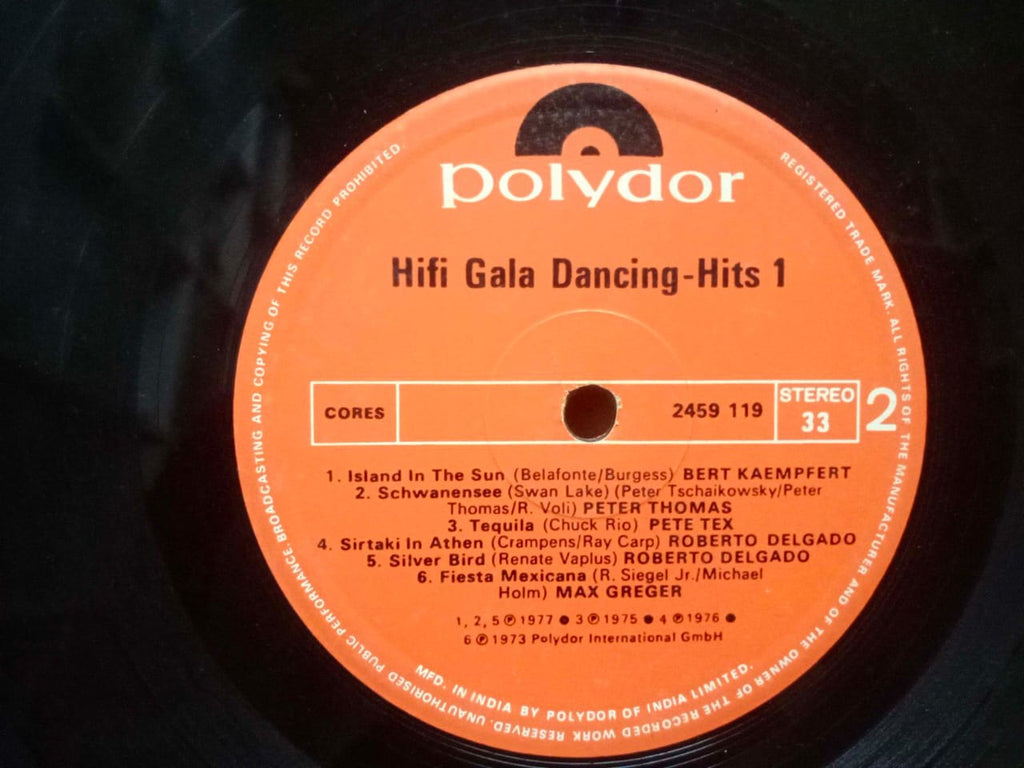 polydor
Hifi Gala Dancing-Hits 1
CORES
2459 119
STEREO
33
2
1. Island In The Sun (Belafonte/Burgess) BERT KAEMPFERT
2. Schwanensee (Swan Lake) (Peter Tschaikowsky/Peter
Thomas/R. Voli) PETER THOMAS
3. Tequila (Chuck Rio) PETE TEX
4. Sirtaki In Athen (Crampens/Ray Carp) ROBERTO DELGADO
5. Silver Bird (Renate Vaplus) ROBERTO DELGADO
6. Fiesta Mexicana (R. Siegel Jr./Michael
Holm) MAX GREGER
1, 2, 5 ℗ 1977 ● 3 ℗ 1975 ● 4 ℗ 1976 ●
6 ℗ 1973 Polydor International GmbH
REGISTERED TRADE MARK. ALL RIGHTS OF THE MANUFACTURER AND OF THE OWNER OF THE RECORDED WORK RESERVED. UNAUTHORISED PUBLIC PERFORMANCE. BROADCASTING AND COPYING OF THIS RECORD PROHIBITED.
MFD. IN INDIA BY POLYDOR OF INDIA LIMITED.